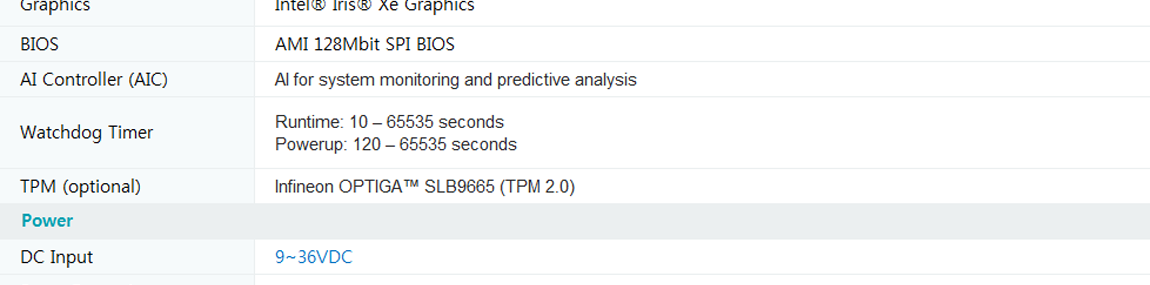 Graphics Intel® Iris® Xe Graphics
BIOS AMI 128Mbit SPI BIOS
AI Controller (AIC) AI for system monitoring and predictive analysis
Watchdog Timer Runtime: 10 – 65535 seconds
Powerup: 120 – 65535 seconds
TPM (optional) Infineon OPTIGA™ SLB9665 (TPM 2.0)
Power
DC Input 9~36VDC